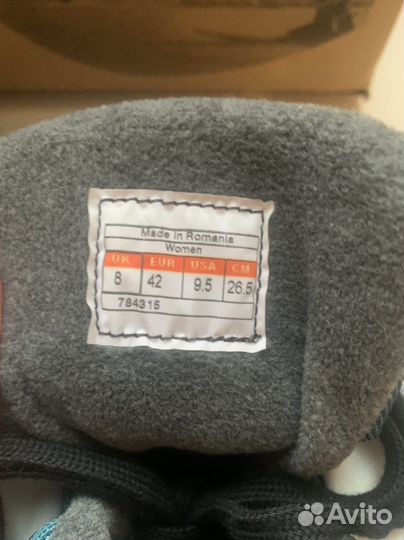 Made in Romania
Women
UK EUR USA CM
8 42 9.5 26.5
784315
Avito